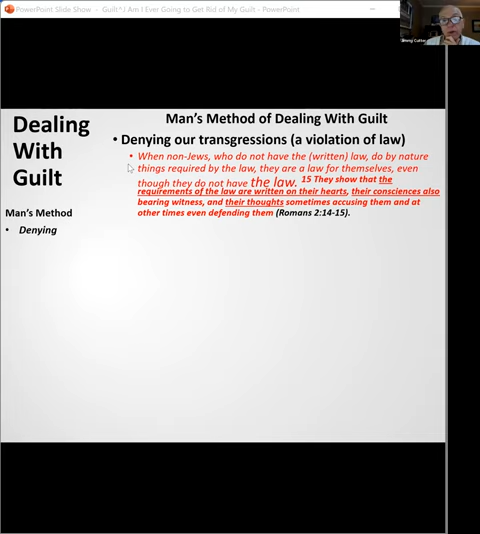 PowerPoint Slide Show - Guilt^J Am I Ever Going to Get Rid of My Guilt - PowerPoint
Dealing
With
Guilt
Man's Method
• Denying
Man's Method of Dealing With Guilt
• Denying our transgressions (a violation of law)
• When non-Jews, who do not have the (written) law, do by nature
things required by the law, they are a law for themselves, even
though they do not have the law. 15 They show that the
requirements of the law are written on their hearts, their consciences also
bearing witness, and their thoughts sometimes accusing them and at
other times even defending them (Romans 2:14-15).